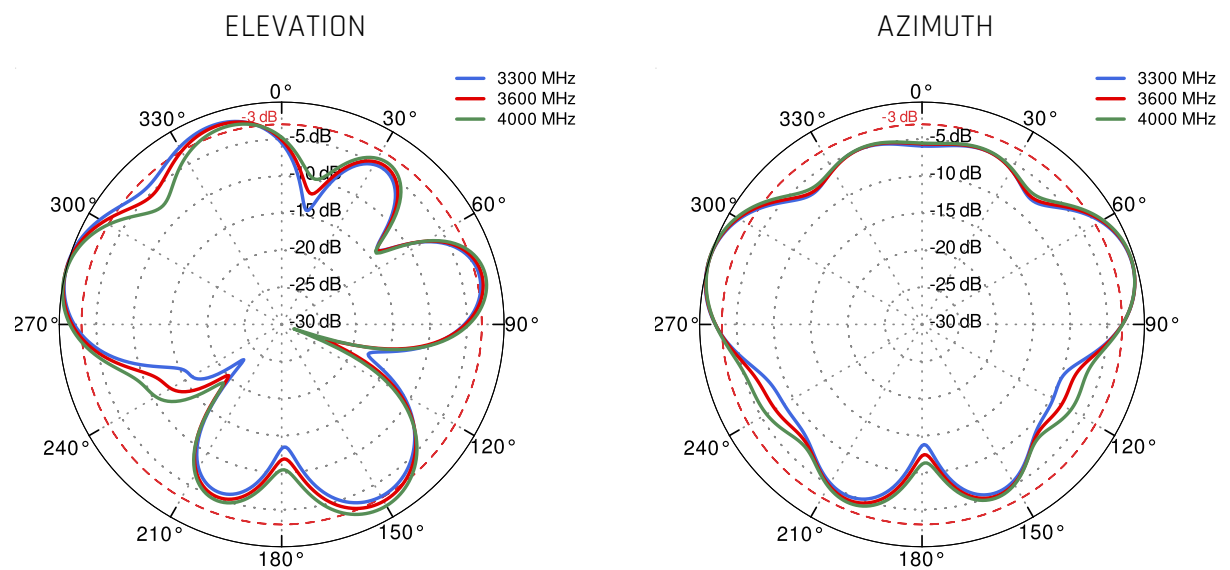 ELEVATION
3300 MHz
3600 MHz
4000 MHz
0°
30°
60°
90°
120°
150°
180°
210°
240°
270°
300°
330°
-3 dB
-5 dB
-10 dB
-15 dB
-20 dB
-25 dB
-30 dB
AZIMUTH
3300 MHz
3600 MHz
4000 MHz
0°
30°
60°
90°
120°
150°
180°
210°
240°
270°
300°
330°
-3 dB
-5 dB
-10 dB
-15 dB
-20 dB
-25 dB
-30 dB